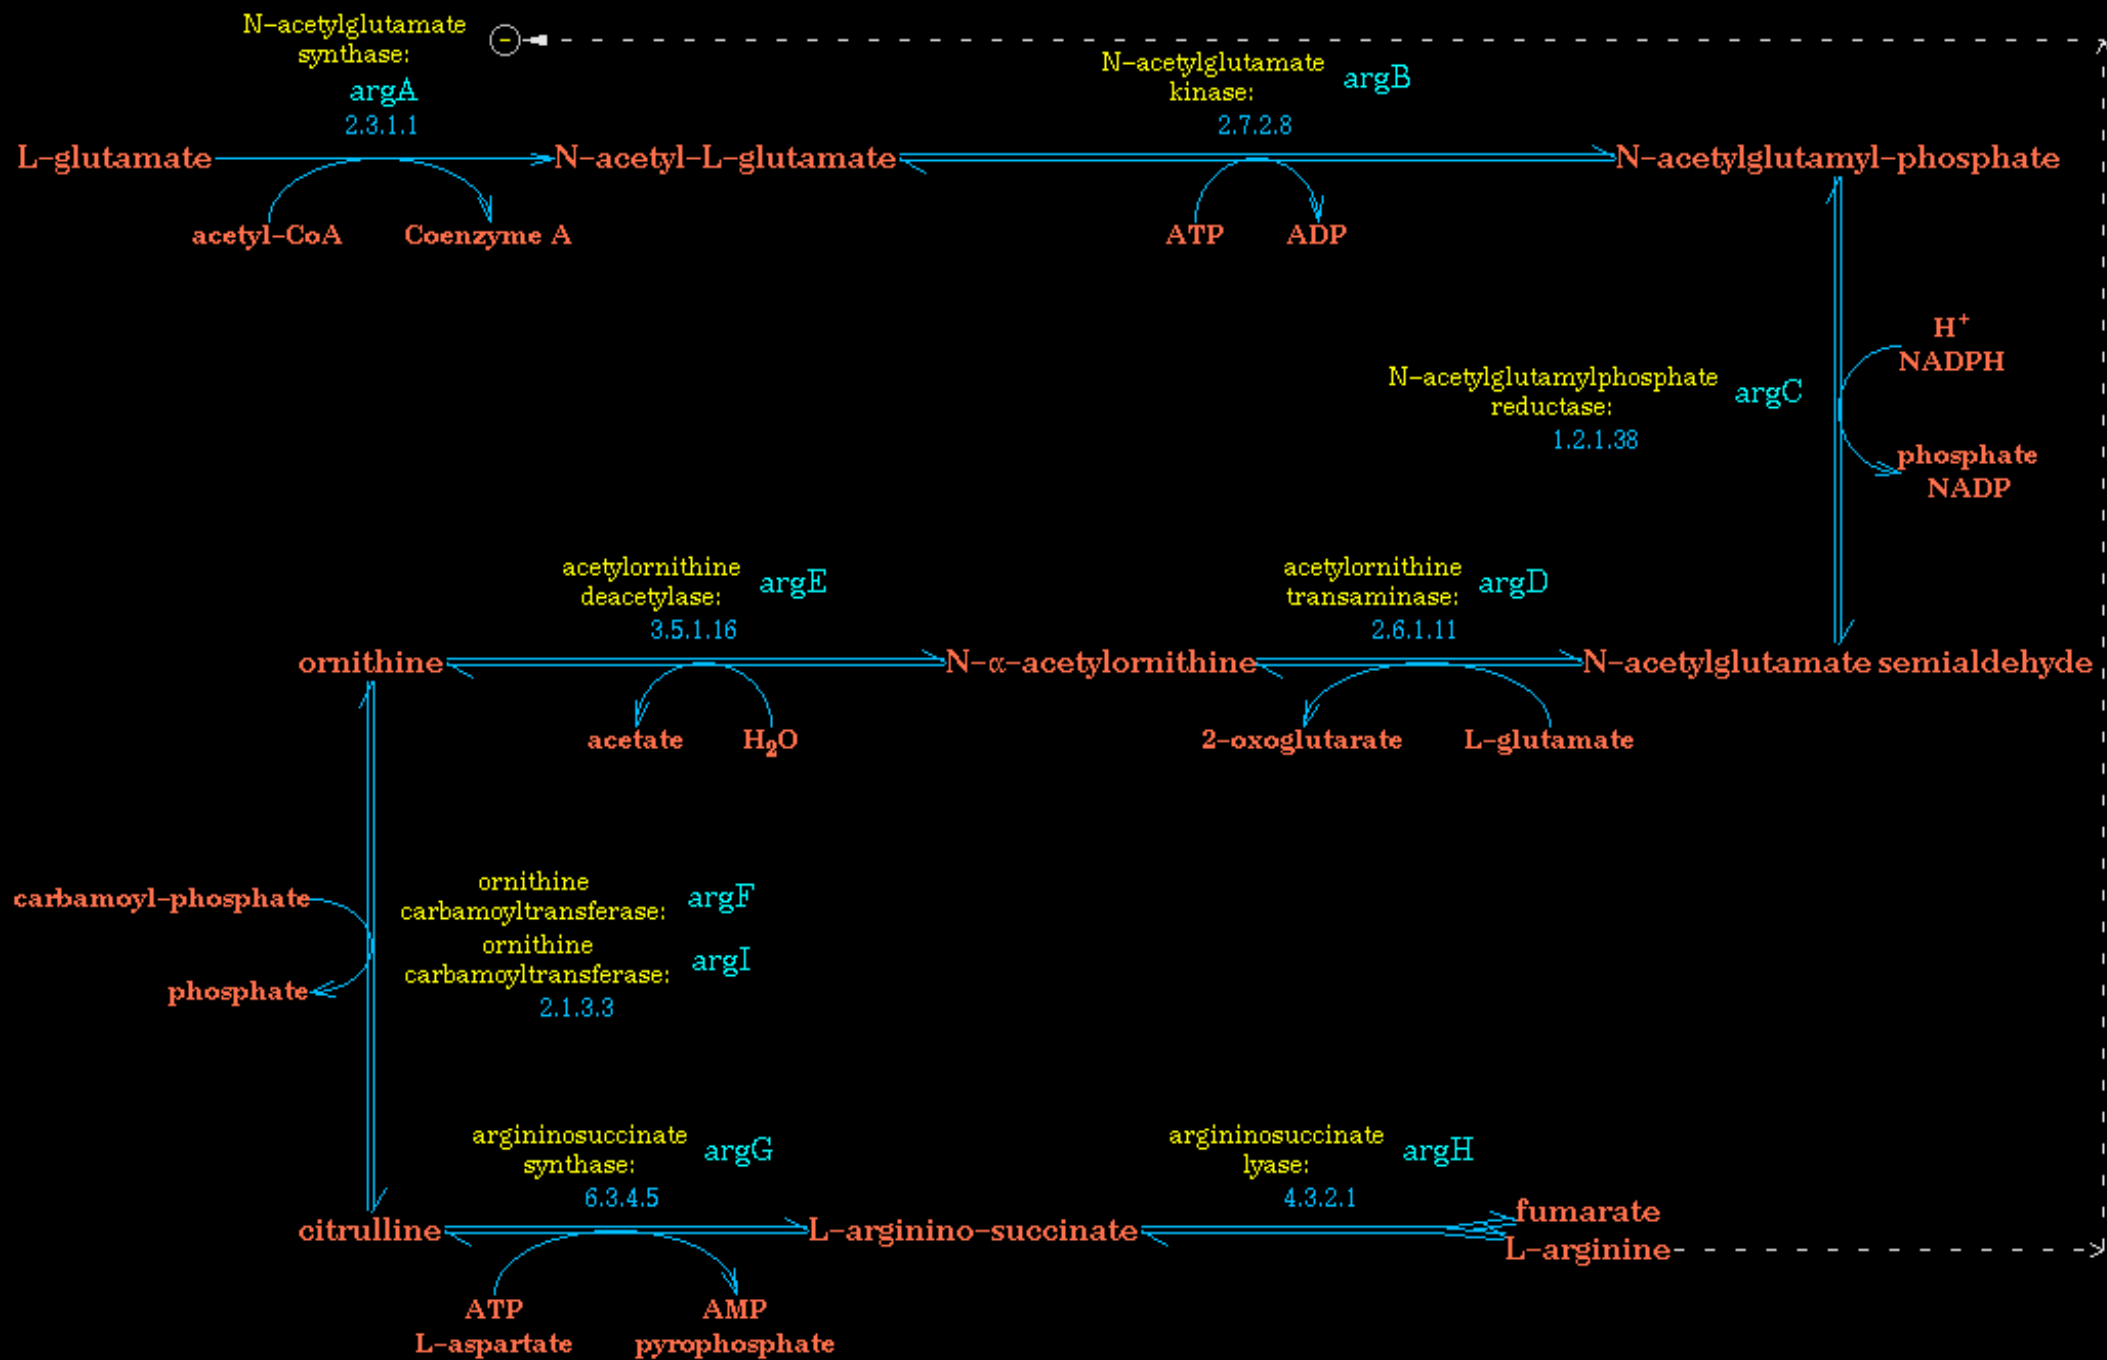 N-acetylglutamate
synthase:
argA
2.3.1.1
N-acetylglutamate
kinase:
argB
2.7.2.8
L-glutamate
N-acetyl-L-glutamate
N-acetylglutamyl-phosphate
acetyl-CoA
Coenzyme A
ATP
ADP
H+
NADPH
N-acetylglutamylphosphate
reductase:
argC
1.2.1.38
phosphate
NADP
acetylornithine
deacetylase:
argE
3.5.1.16
acetylornithine
transaminase:
argD
2.6.1.11
ornithine
N-α-acetylornithine
N-acetylglutamate semialdehyde
acetate
H2O
2-oxoglutarate
L-glutamate
carbamoyl-phosphate
ornithine
carbamoyltransferase:
argF
ornithine
carbamoyltransferase:
argI
2.1.3.3
phosphate
argininosuccinate
synthase:
argG
6.3.4.5
argininosuccinate
lyase:
argH
4.3.2.1
citrulline
L-arginino-succinate
fumarate
L-arginine
ATP
L-aspartate
AMP
pyrophosphate